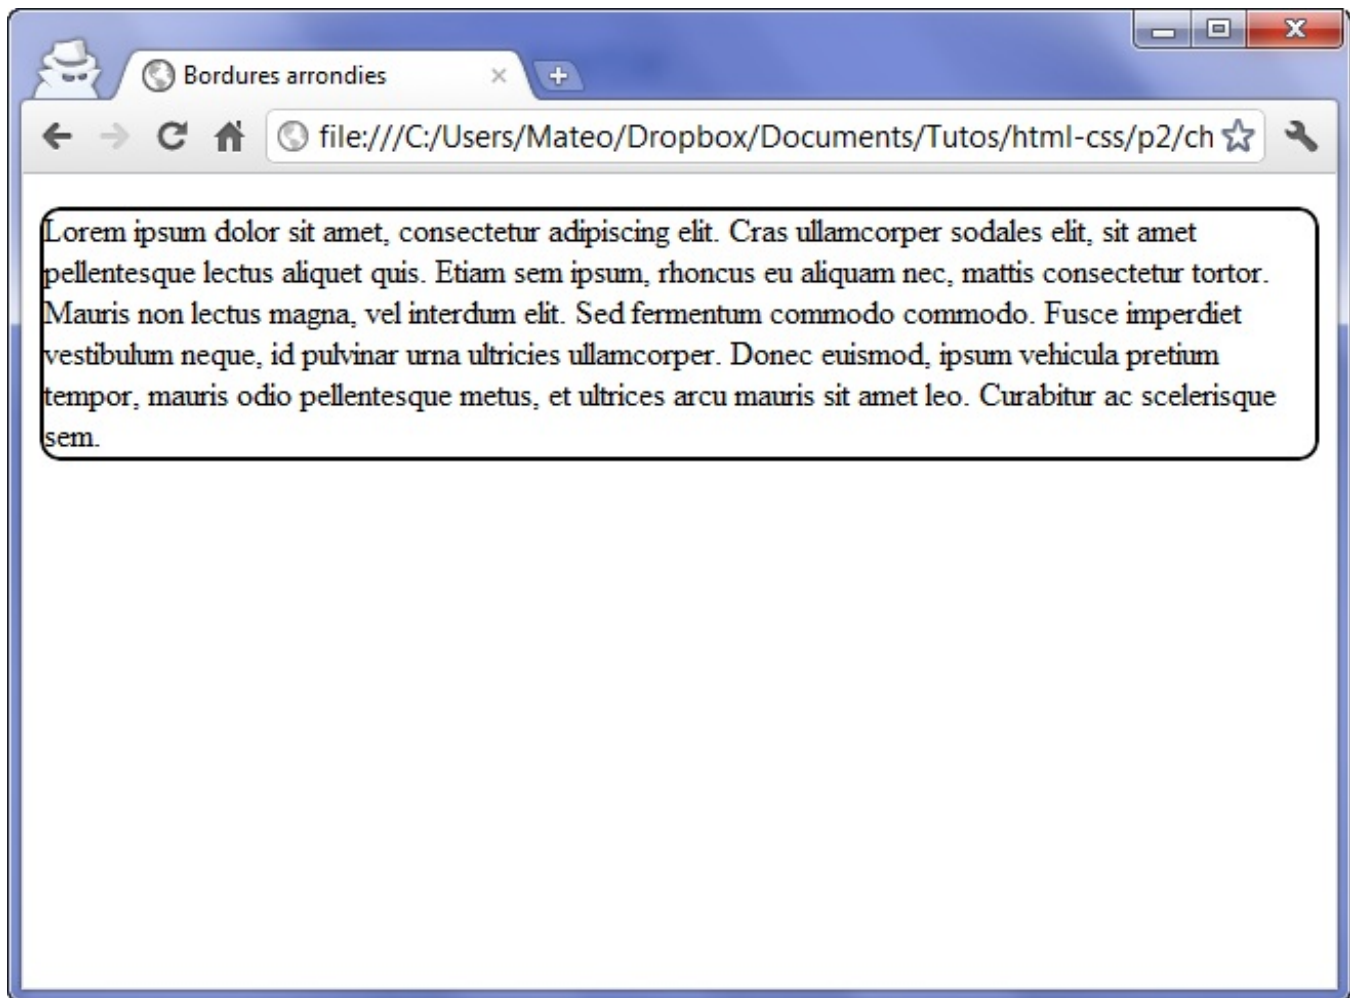 Bordures arrondies
file:///C:/Users/Mateo/Dropbox/Documents/Tutos/html-css/p2/ch
Lorem ipsum dolor sit amet, consectetur adipiscing elit. Cras ullamcorper sodales elit, sit amet
pellentesque lectus aliquet quis. Etiam sem ipsum, rhoncus eu aliquam nec, mattis consectetur tortor.
Mauris non lectus magna, vel interdum elit. Sed fermentum commodo commodo. Fusce imperdiet
vestibulum neque, id pulvinar urna ultricies ullamcorper. Donec euismod, ipsum vehicula pretium
tempor, mauris odio pellentesque metus, et ultrices arcu mauris sit amet leo. Curabitur ac scelerisque
sem.